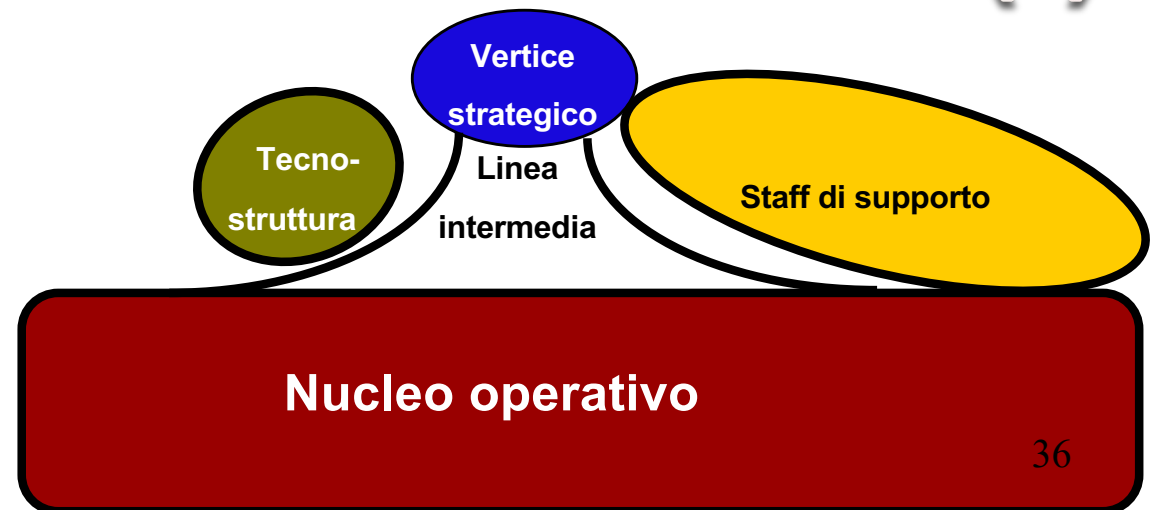 Vertice
strategico
Tecno-
struttura
Linea
intermedia
Staff di supporto
Nucleo operativo
36